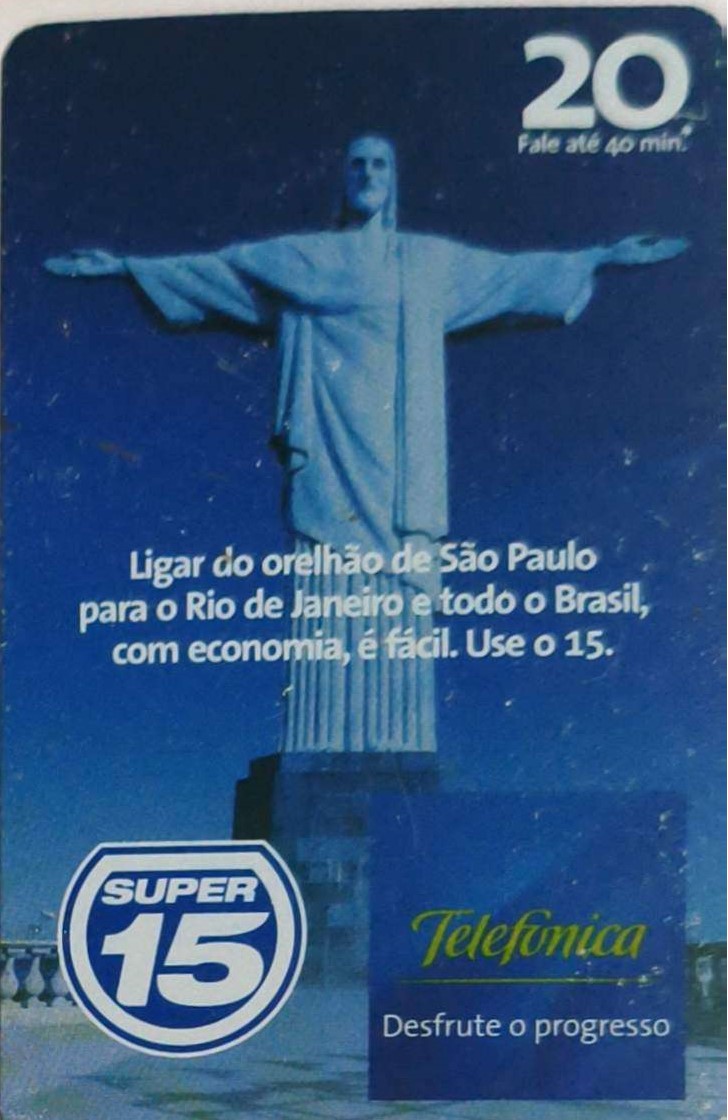 20
Fale até 40 min.*
Ligar do orelhão de São Paulo
para o Rio de Janeiro e todo o Brasil,
com economia, é fácil. Use o 15.
SUPER
15
Telefónica
Desfrute o progresso